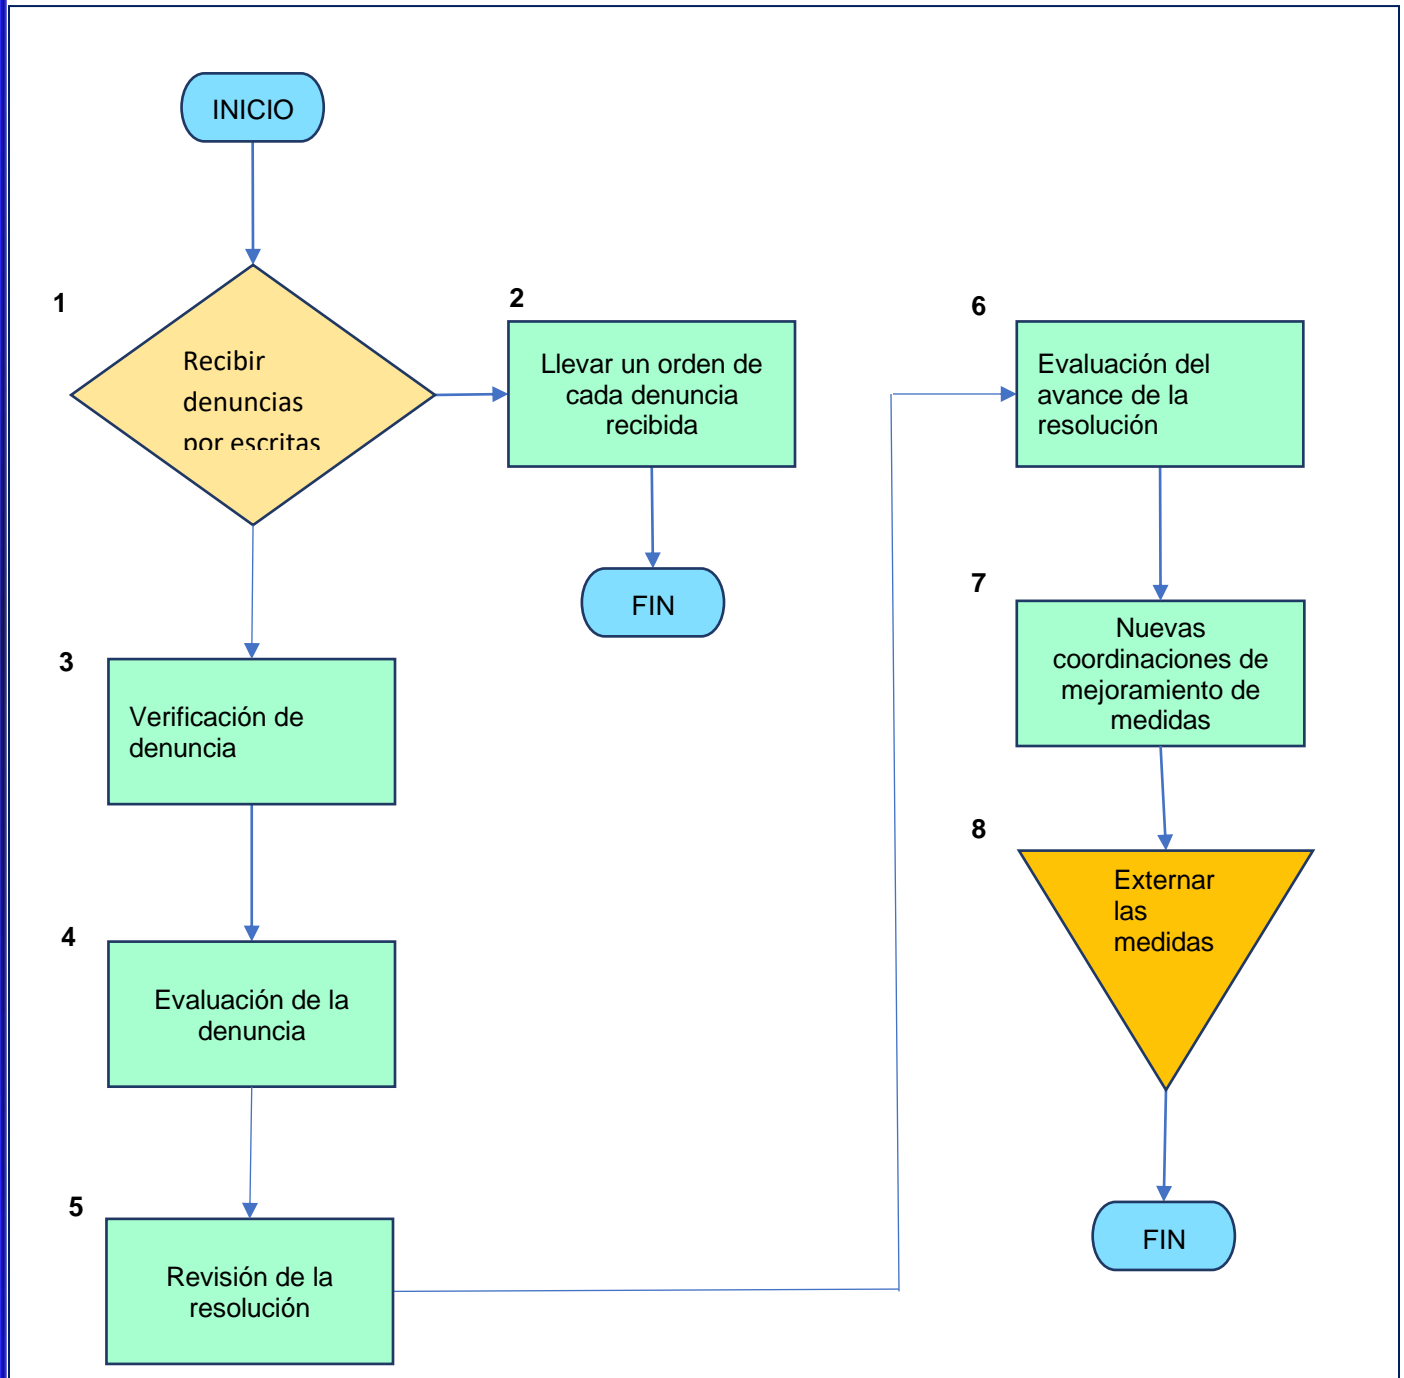 INICIO
1
Recibir
denuncias
por escritas
2
Llevar un orden de
cada denuncia
recibida
FIN
3
Verificación de
denuncia
4
Evaluación de la
denuncia
5
Revisión de la
resolución
6
Evaluación del
avance de la
resolución
7
Nuevas
coordinaciones de
mejoramiento de
medidas
8
Externar
las
medidas
FIN